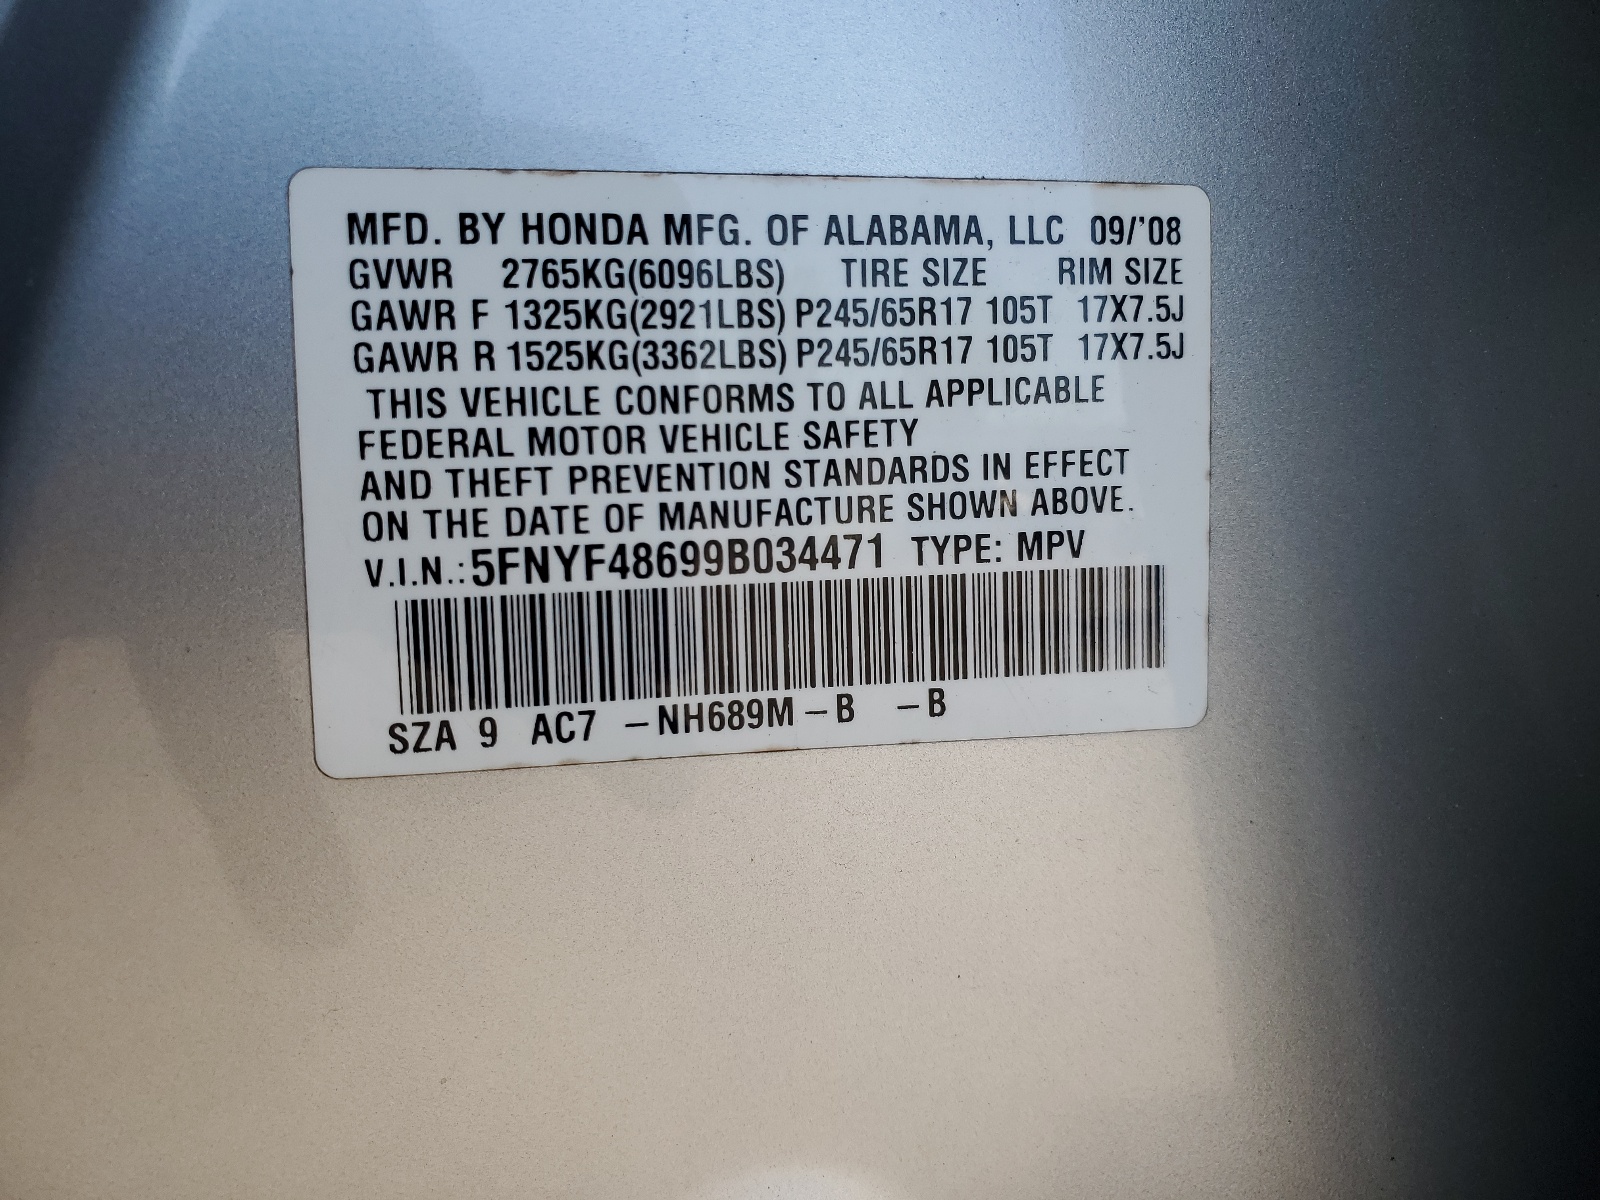 MFD. BY HONDA MFG. OF ALABAMA, LLC 09/'08
GVWR 2765KG(6096LBS) TIRE SIZE RIM SIZE
GAWR F 1325KG(2921LBS) P245/65R17 105T 17X7.5J
GAWR R 1525KG(3362LBS) P245/65R17 105T 17X7.5J
THIS VEHICLE CONFORMS TO ALL APPLICABLE
FEDERAL MOTOR VEHICLE SAFETY
AND THEFT PREVENTION STANDARDS IN EFFECT
ON THE DATE OF MANUFACTURE SHOWN ABOVE.
V.I.N.: 5FNYF48699B034471 TYPE: MPV
SZA 9 AC7 –NH689M –B –B